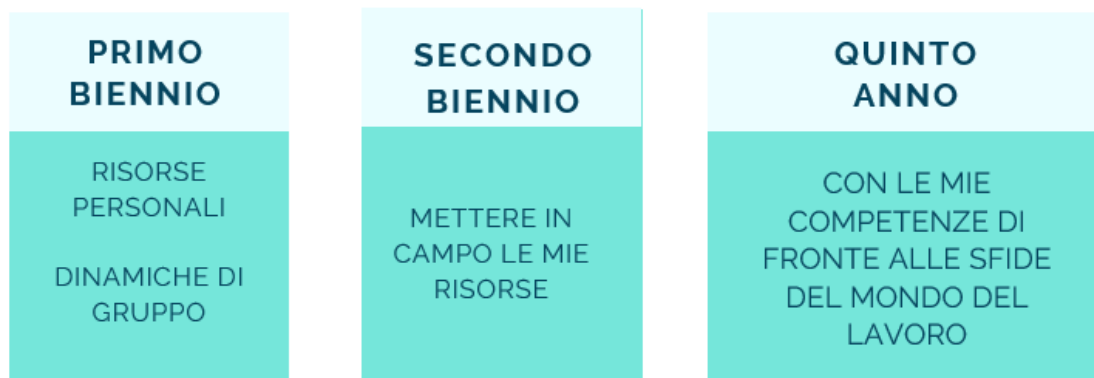 PRIMO
BIENNIO
RISORSE
PERSONALI
DINAMICHE DI
GRUPPO
SECONDO
BIENNIO
METTERE IN
CAMPO LE MIE
RISORSE
QUINTO
ANNO
CON LE MIE
COMPETENZE DI
FRONTE ALLE SFIDE
DEL MONDO DEL
LAVORO